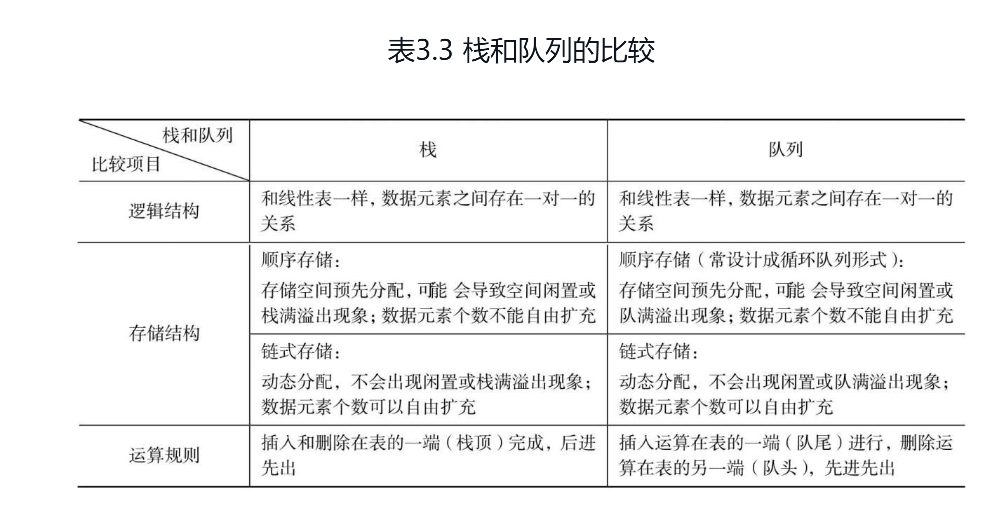 表3.3 栈和队列的比较
栈和队列
比较项目
栈
队列
逻辑结构
和线性表一样，数据元素之间存在一对一的
关系
和线性表一样，数据元素之间存在一对一的
关系
存储结构
顺序存储：
存储空间预先分配，可能 会导致空间闲置或
栈满溢出现象；数据元素个数不能自由扩充
顺序存储（常设计成循环队列形式）：
存储空间预先分配，可能 会导致空间闲置或
队满溢出现象；数据元素个数不能自由扩充
链式存储：
动态分配，不会出现闲置或栈满溢出现象；
数据元素个数可以自由扩充
链式存储：
动态分配，不会出现闲置或队满溢出现象；
数据元素个数可以自由扩充
运算规则
插入和删除在表的一端（栈顶）完成，后进
先出
插入运算在表的一端（队尾）进行，删除运
算在表的另一端（队头），先进先出